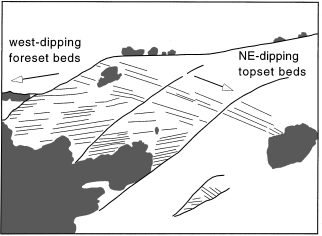 west-dipping
foreset beds
NE-dipping
topset beds